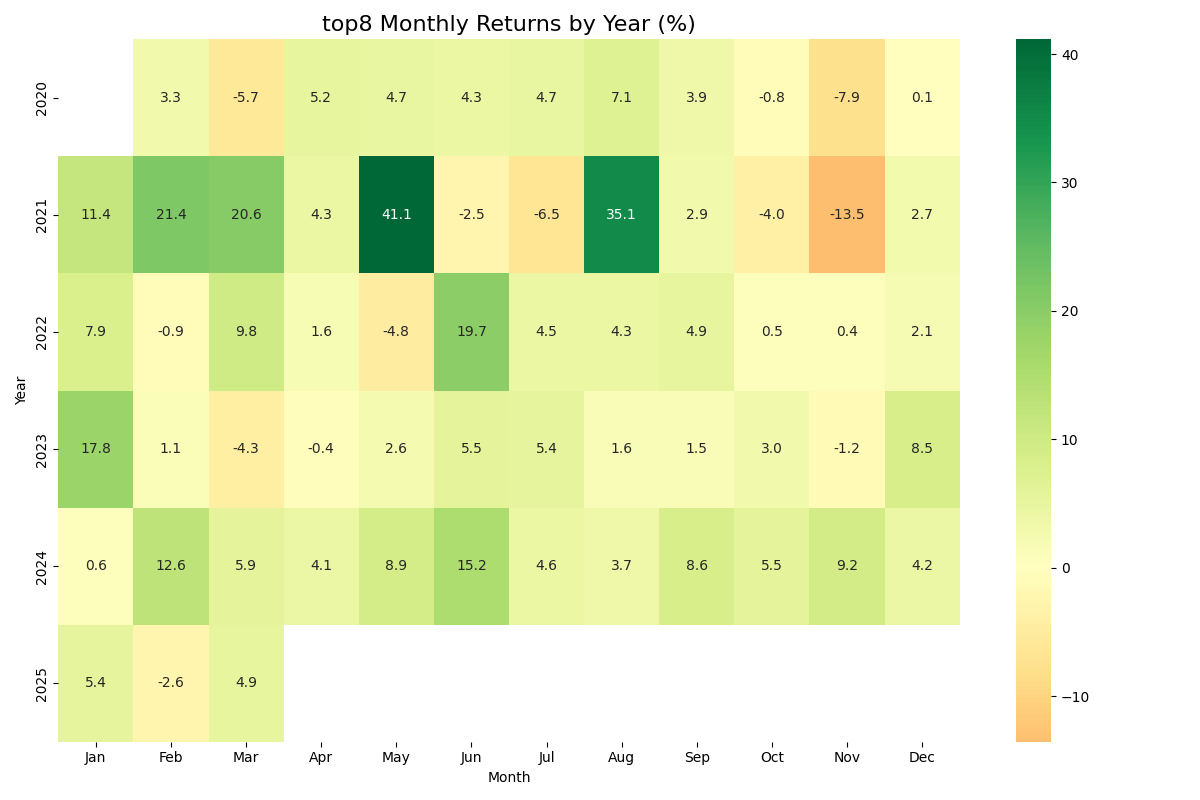 top8 Monthly Returns by Year (%)
2020 3.3 -5.7 5.2 4.7 4.3 4.7 7.1 3.9 -0.8 -7.9 0.1
2021 11.4 21.4 20.6 4.3 41.1 -2.5 -6.5 35.1 2.9 -4.0 -13.5 2.7
2022 7.9 -0.9 9.8 1.6 -4.8 19.7 4.5 4.3 4.9 0.5 0.4 2.1
2023 17.8 1.1 -4.3 -0.4 2.6 5.5 5.4 1.6 1.5 3.0 -1.2 8.5
2024 0.6 12.6 5.9 4.1 8.9 15.2 4.6 3.7 8.6 5.5 9.2 4.2
2025 5.4 -2.6 4.9
Year
Jan Feb Mar Apr May Jun Jul Aug Sep Oct Nov Dec
Month
40
30
20
10
0
−10